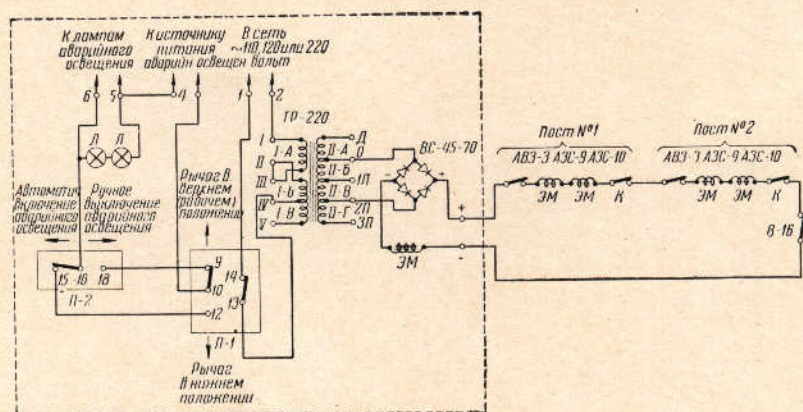 К лампам
аварийного
освещения
К источнику
питания
аварийн освещен
В сеть
~110,120 или 220
вольт
6
5
4
1
2
ТР-220
Л
Л
I
I-А
II
III
I-Б
IV
I-В
V
Д
О
II-А
II-Б
1П
II-В
2П
II-Г
3П
ВС-45-70
-
+
+
-
ЭМ
Пост №1
АВЗ-3 АЗС-9 АЗС-10
ЭМ
ЭМ
К
Пост №2
АЗС-9 АЗС-10
ЭМ
ЭМ
К
В-16
Автоматич
включение
аварийного
освещения
Ручное
выключение
аварийного
освещения
Рычаг в
верхнем
(рабочем)
положении
15
16
18
П-2
9
10
12
14
13
П-1
Рычаг
в нижнем
положении